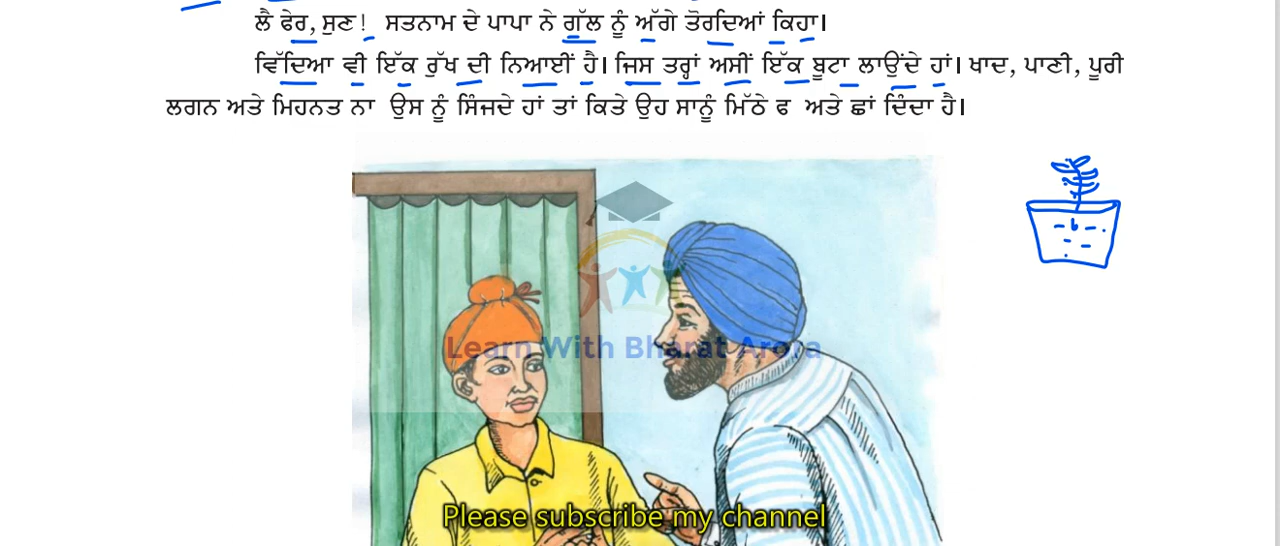 ਲੈ ਫੇਰ, ਸੁਣ! ਸਤਨਾਮ ਦੇ ਪਾਪਾ ਨੇ ਗੱਲ ਨੂੰ ਅੱਗੇ ਤੋਰਦਿਆਂ ਕਿਹਾ।
ਵਿੱਦਿਆ ਵੀ ਇੱਕ ਰੁੱਖ ਦੀ ਨਿਆਈਂ ਹੈ। ਜਿਸ ਤਰ੍ਹਾਂ ਅਸੀਂ ਇੱਕ ਬੂਟਾ ਲਾਉਂਦੇ ਹਾਂ। ਖਾਦ, ਪਾਣੀ, ਪੂਰੀ
ਲਗਨ ਅਤੇ ਮਿਹਨਤ ਨਾ ਉਸ ਨੂੰ ਸਿੰਜਦੇ ਹਾਂ ਤਾਂ ਕਿਤੇ ਉਹ ਸਾਨੂੰ ਮਿੱਠੇ ਫ ਅਤੇ ਛਾਂ ਦਿੰਦਾ ਹੈ।
Learn With Bharat Arora
Please subscribe my channel